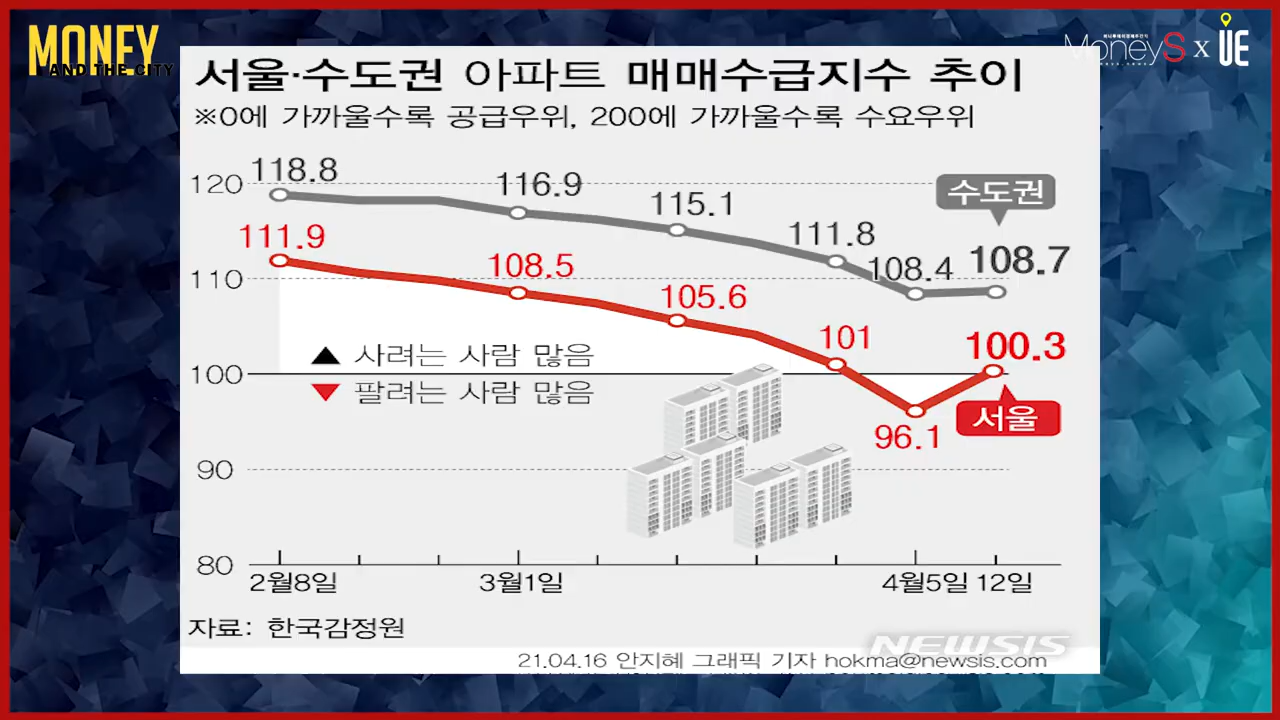 MONEY
AND THE CITY
MoneyS x UE
서울·수도권 아파트 매매수급지수 추이
※0에 가까울수록 공급우위, 200에 가까울수록 수요우위
120
118.8
116.9
115.1
111.8
108.4
108.7
수도권
110
111.9
108.5
105.6
101
96.1
100.3
서울
▲ 사려는 사람 많음
100
▼ 팔려는 사람 많음
90
80
2월8일 3월1일 4월5일 12일
자료: 한국감정원
NEWSIS
21.04.16 안지혜 그래픽 기자 hokma@newsis.com